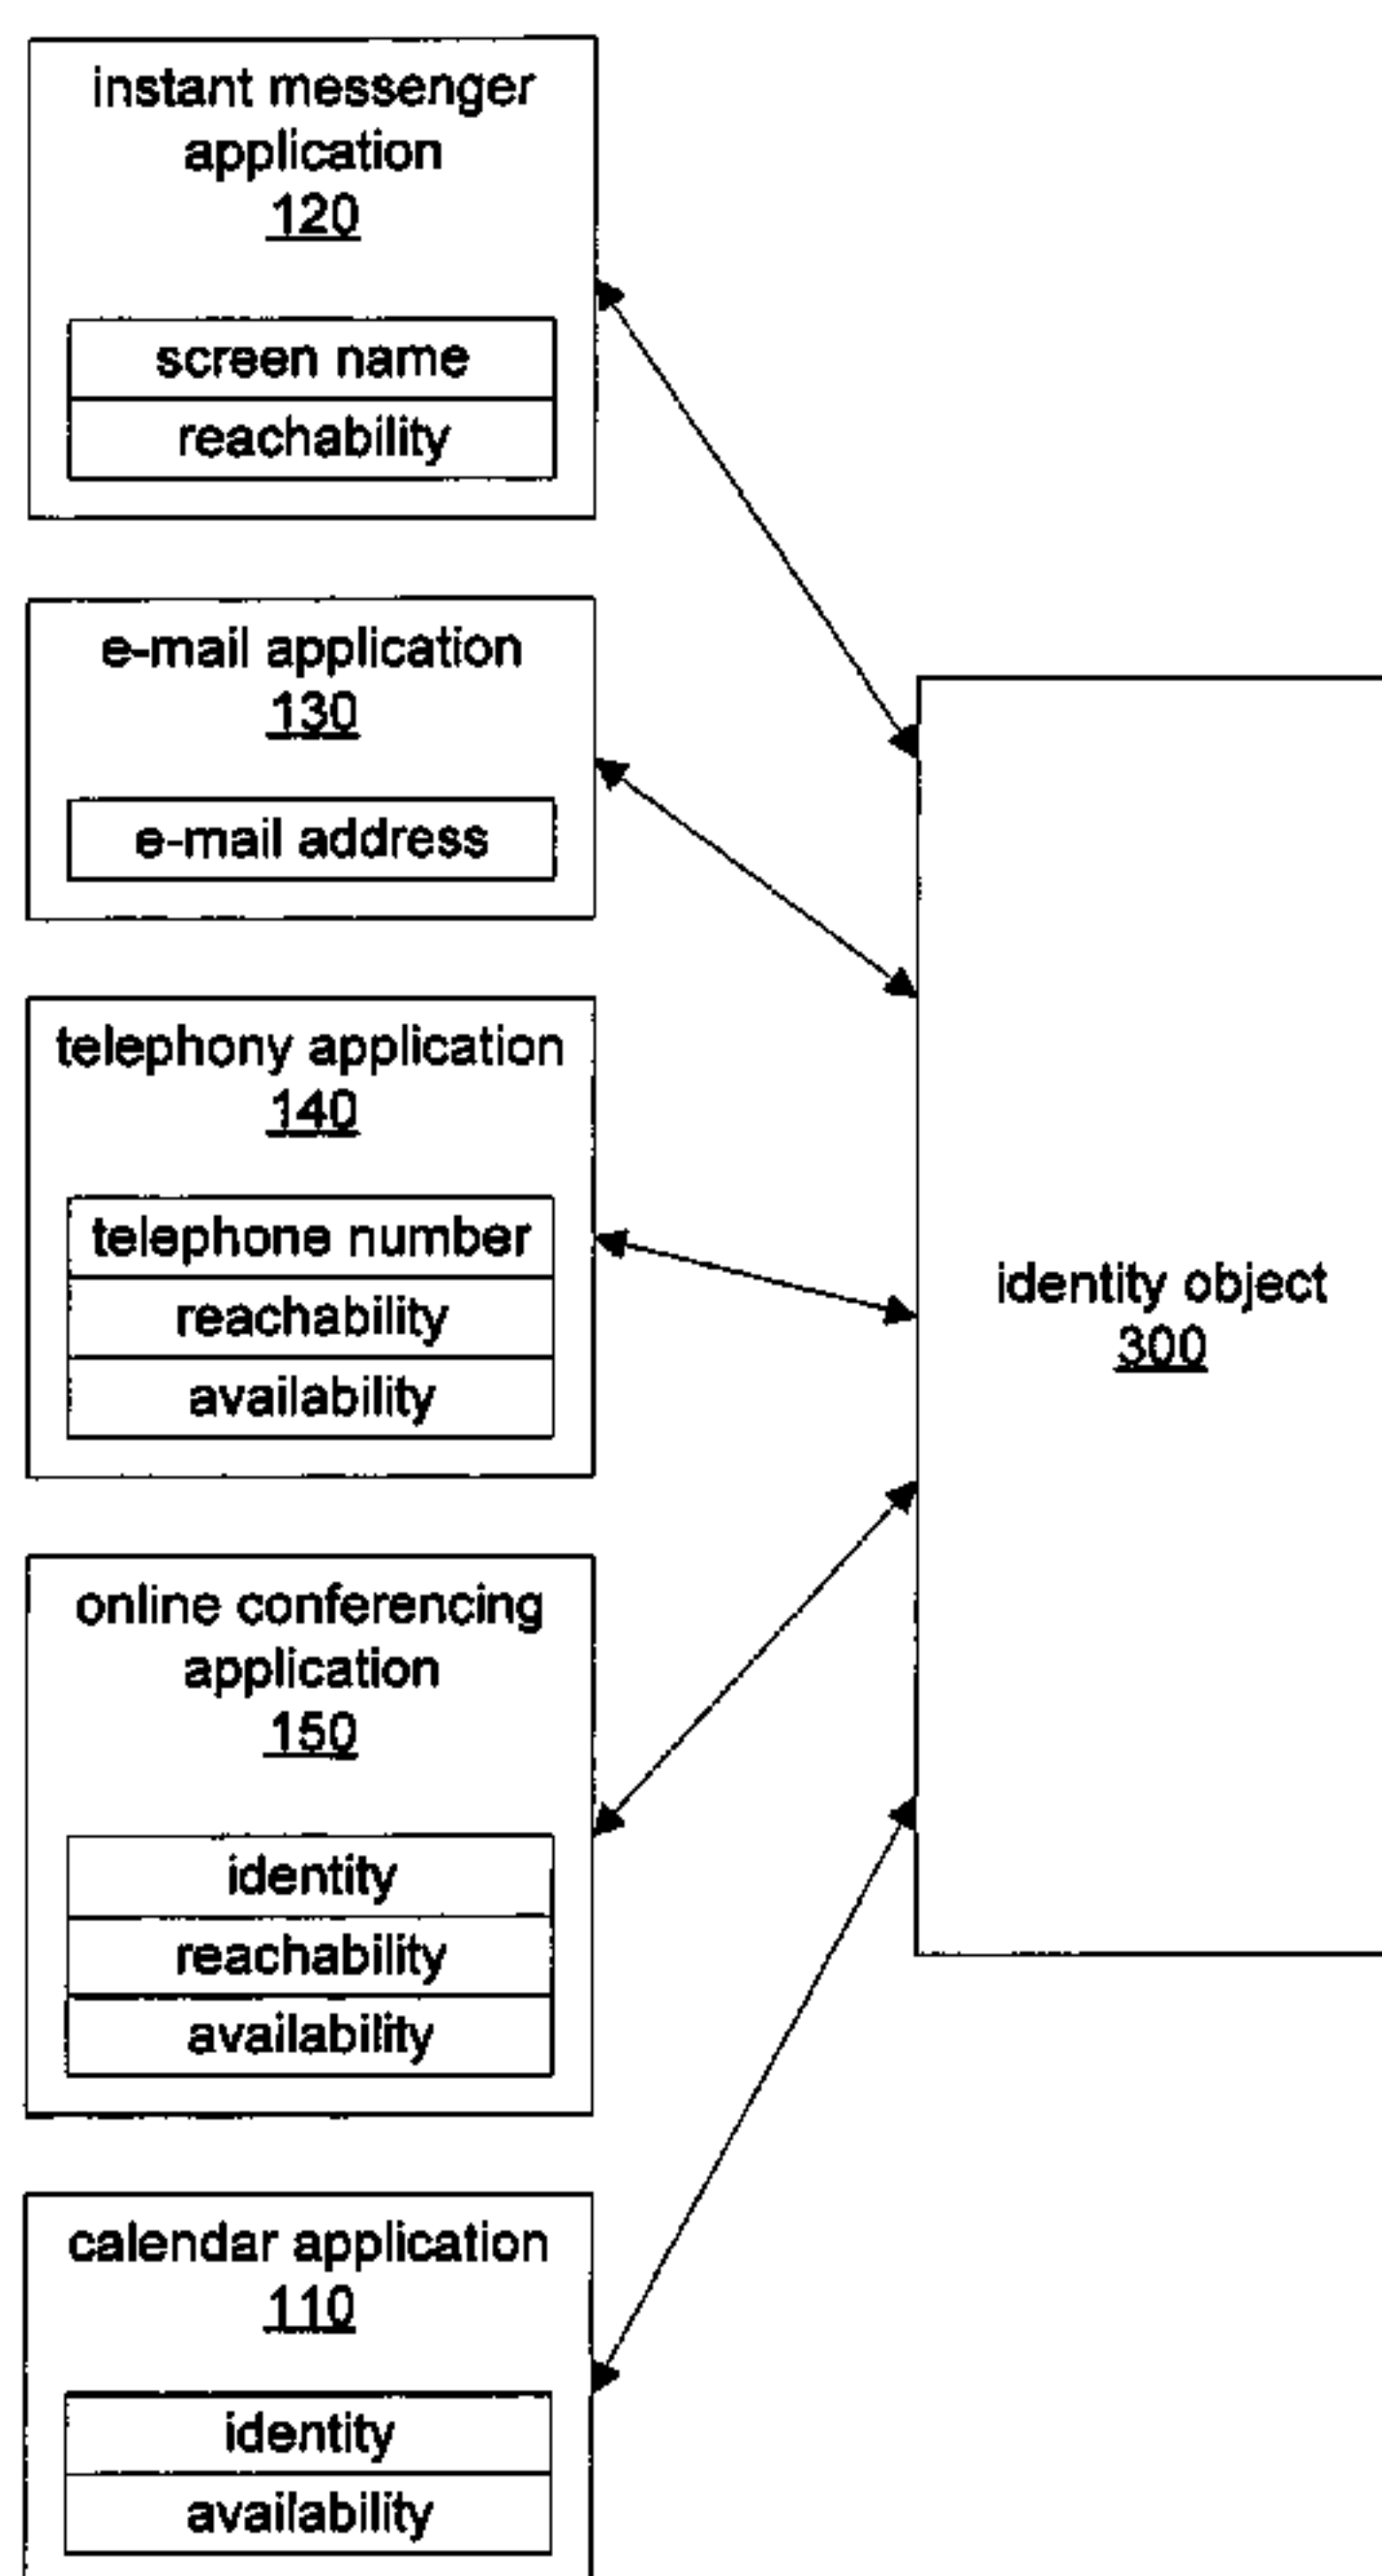 instant messenger
application
120
screen name
reachability
e-mail application
130
e-mail address
telephony application
140
telephone number
reachability
availability
identity object
300
online conferencing
application
150
identity
reachability
availability
calendar application
110
identity
availability